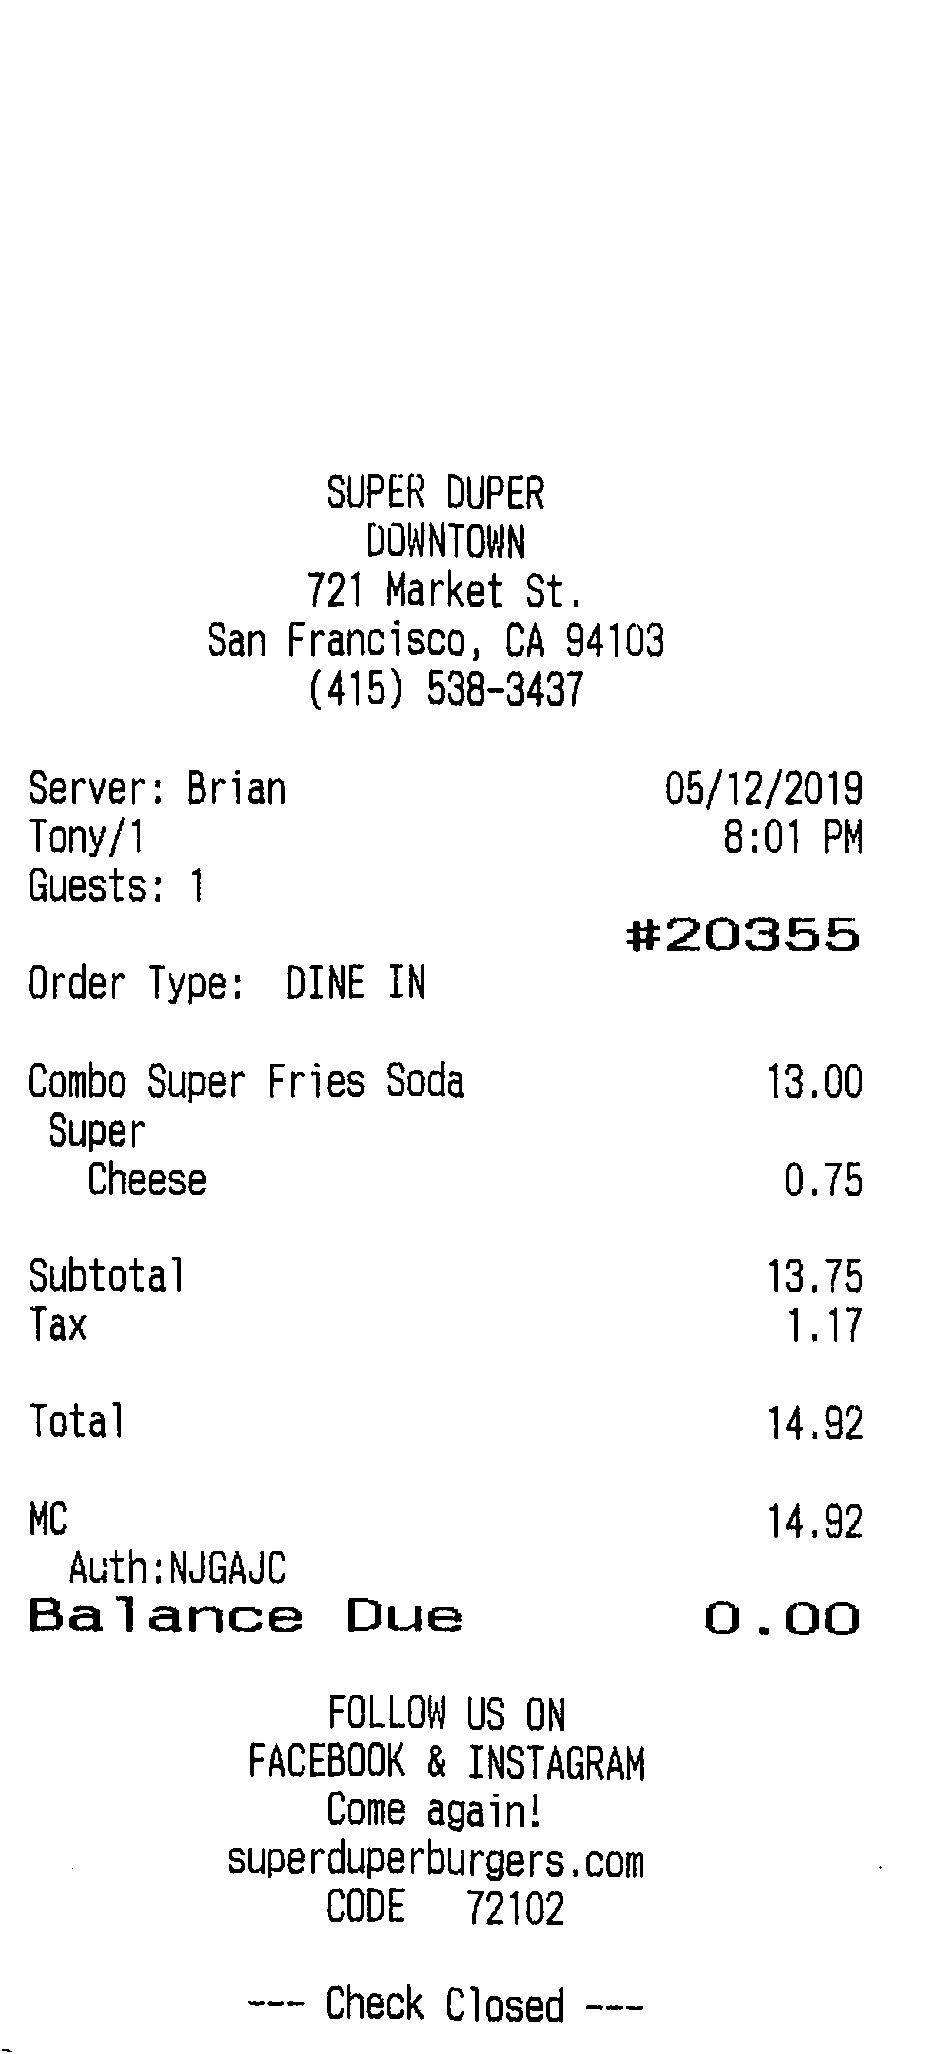 SUPER DUPER
DOWNTOWN
721 Market St.
San Francisco, CA 94103
(415) 538-3437
Server: Brian 05/12/2019
Tony/1 8:01 PM
Guests: 1
#20355
Order Type: DINE IN
Combo Super Fries Soda 13.00
Super
Cheese 0.75
Subtotal 13.75
Tax 1.17
Total 14.92
MC 14.92
Auth:NJGAJC
Balance Due 0.00
FOLLOW US ON
FACEBOOK & INSTAGRAM
Come again!
superduperburgers.com
CODE 72102
--- Check Closed ---